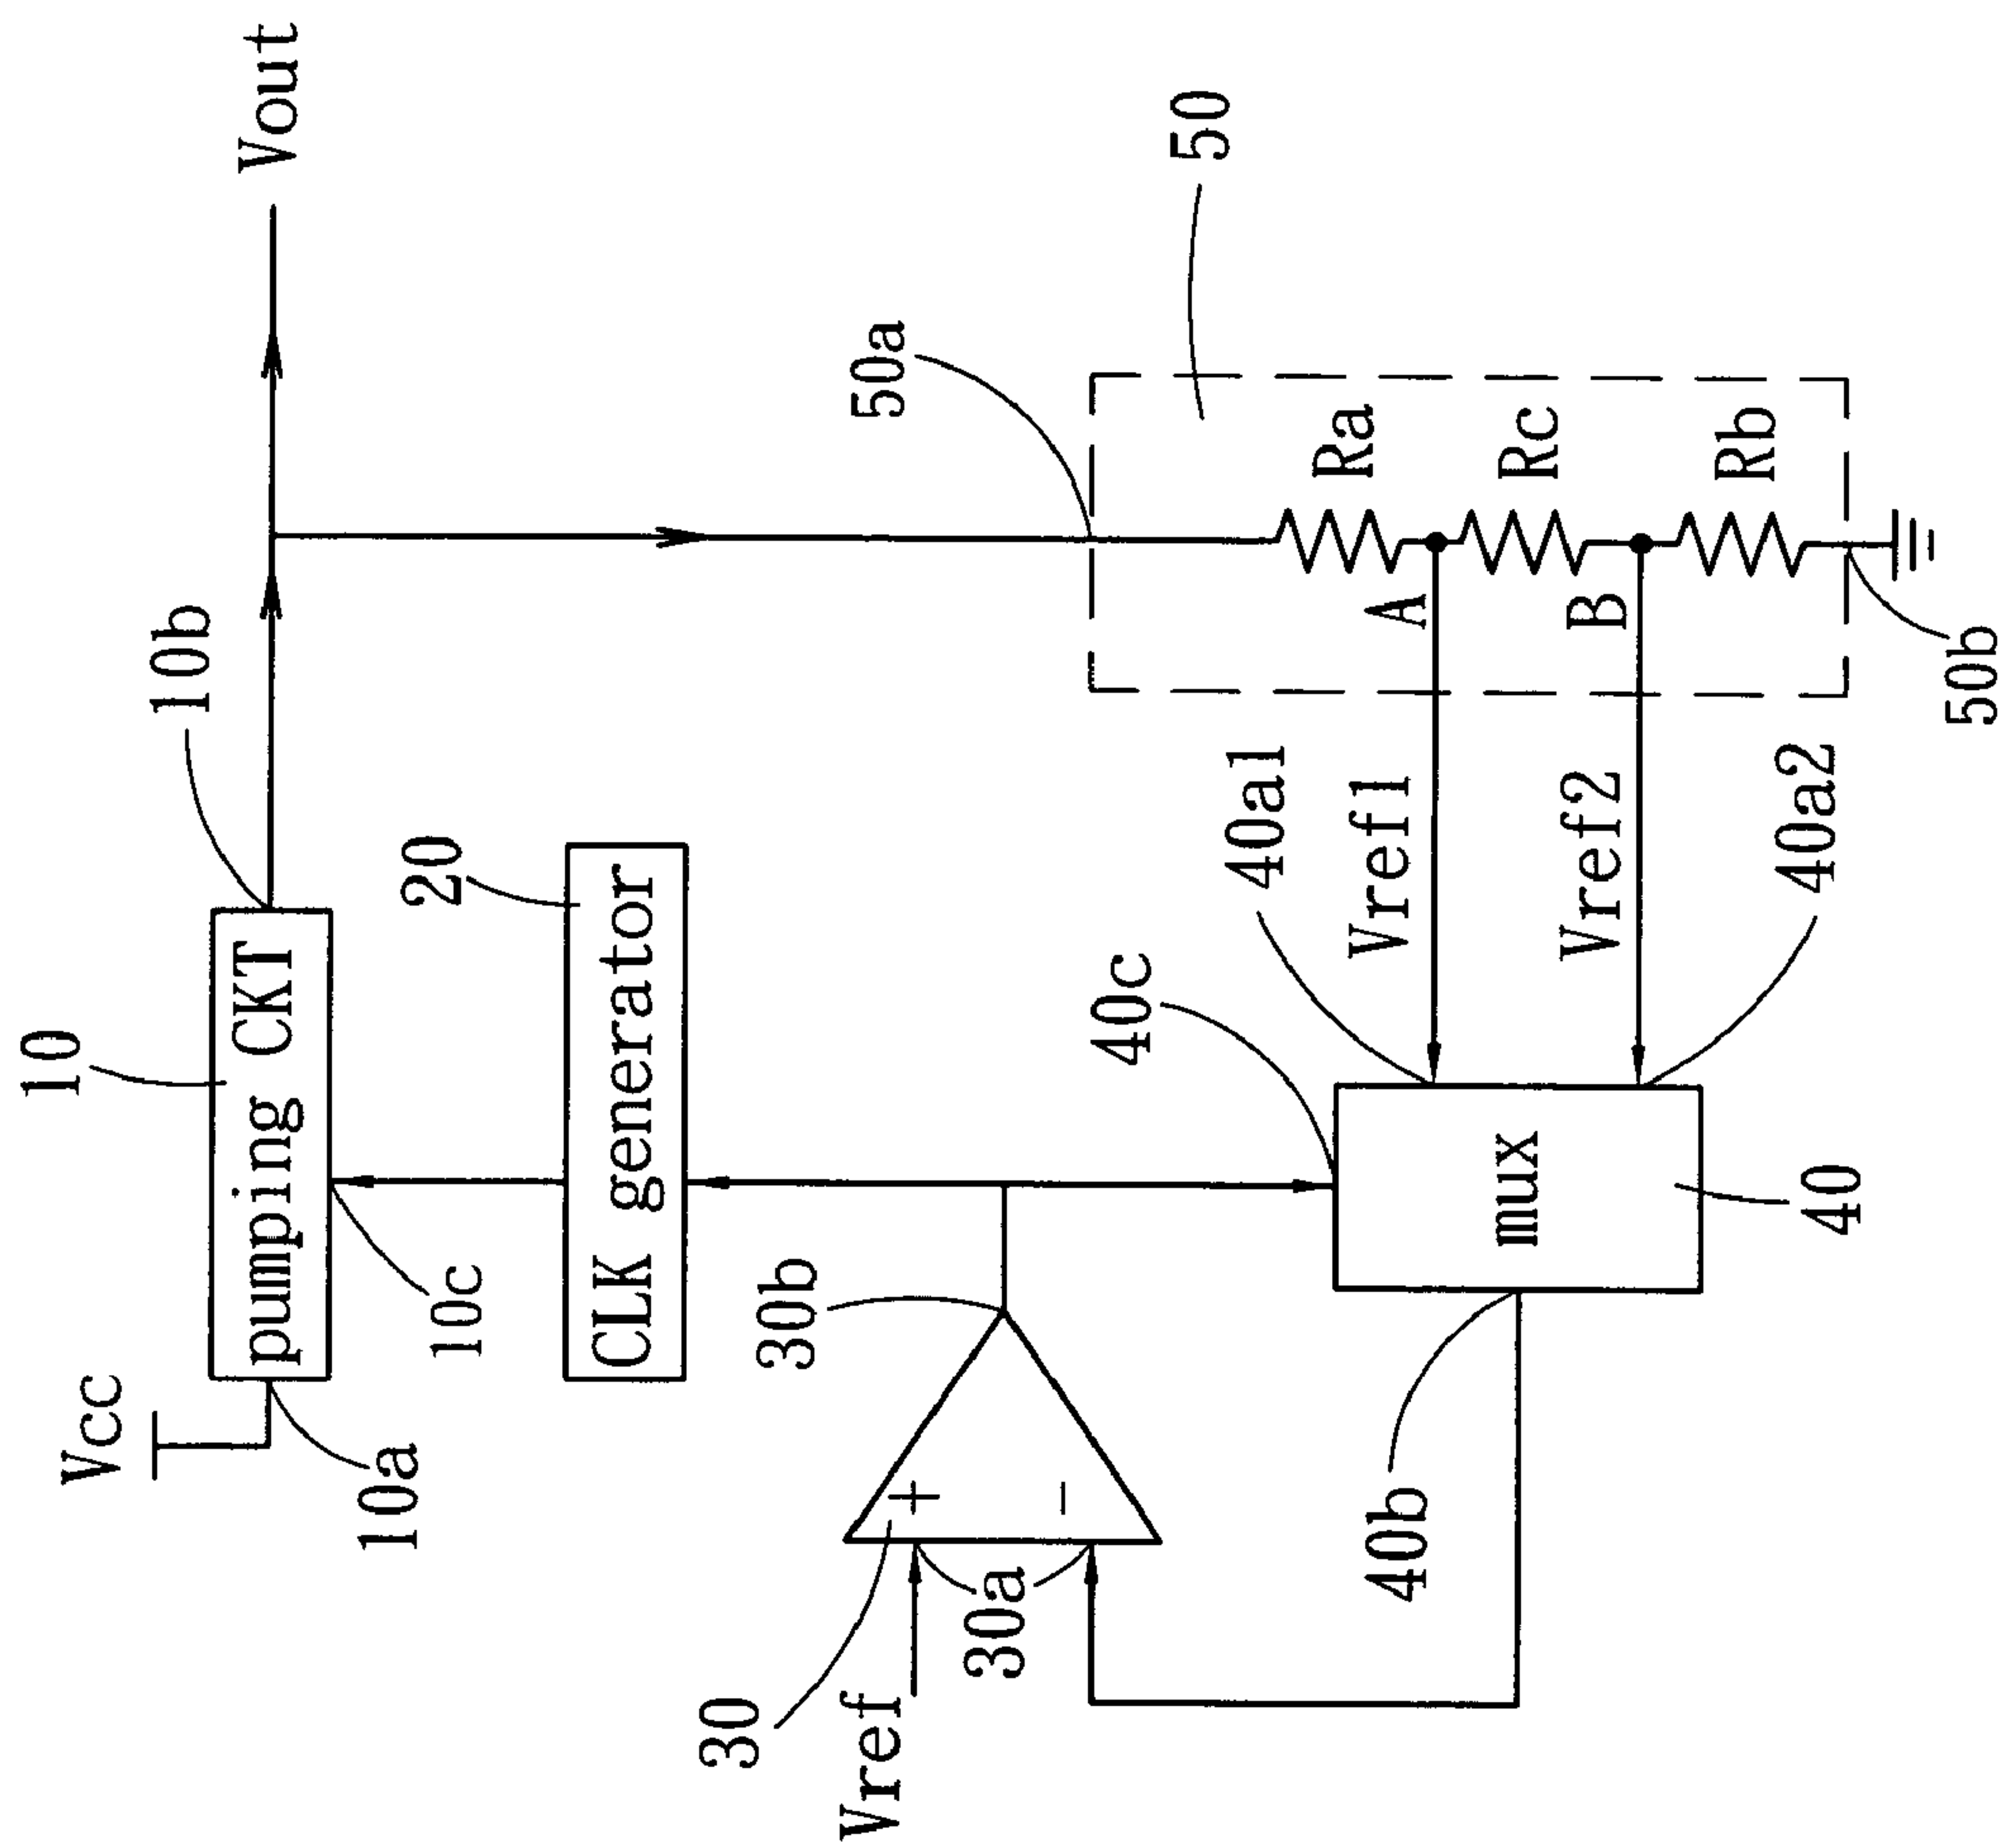 Vcc
10
10a
pumping CKT
10b
Vout
10c
20
CLK generator
30
30b
Vref
+
-
30a
50a
50
40c
40a1
Ra
A
Vref1
Rc
mux
B
Vref2
Rb
40b
40
40a2
50b